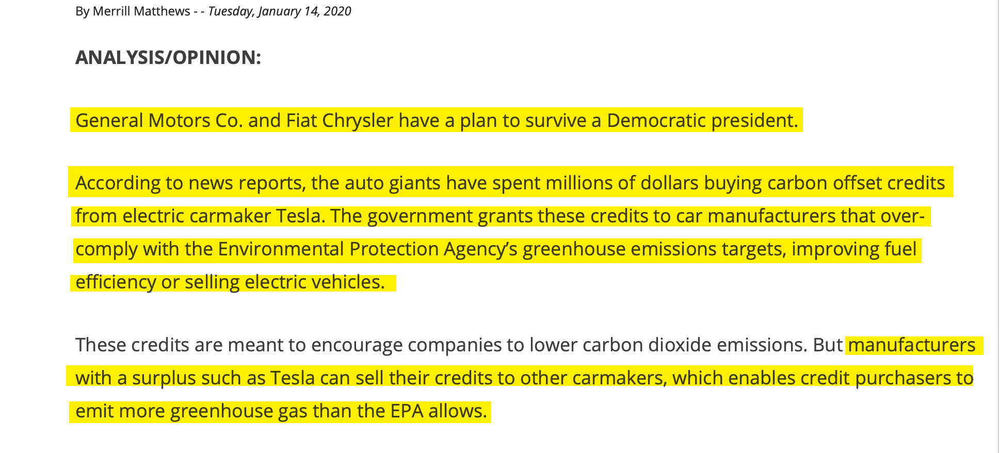 By Merrill Matthews - - Tuesday, January 14, 2020
ANALYSIS/OPINION:
General Motors Co. and Fiat Chrysler have a plan to survive a Democratic president.
According to news reports, the auto giants have spent millions of dollars buying carbon offset credits
from electric carmaker Tesla. The government grants these credits to car manufacturers that over-
comply with the Environmental Protection Agency’s greenhouse emissions targets, improving fuel
efficiency or selling electric vehicles.
These credits are meant to encourage companies to lower carbon dioxide emissions. But manufacturers
with a surplus such as Tesla can sell their credits to other carmakers, which enables credit purchasers to
emit more greenhouse gas than the EPA allows.